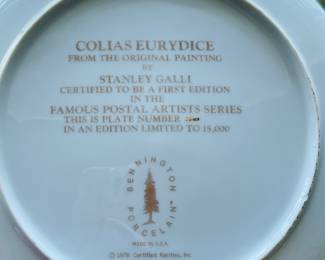 COLIAS EURYDICE
FROM THE ORIGINAL PAINTING
BY
STANLEY GALLI
CERTIFIED TO BE A FIRST EDITION
IN THE
FAMOUS POSTAL ARTISTS SERIES
THIS IS PLATE NUMBER
IN AN EDITION LIMITED TO 15,000
BENNINGTON
PORCELAIN
MADE IN U.S.A.
© 1978 Certified Rarities, Inc.